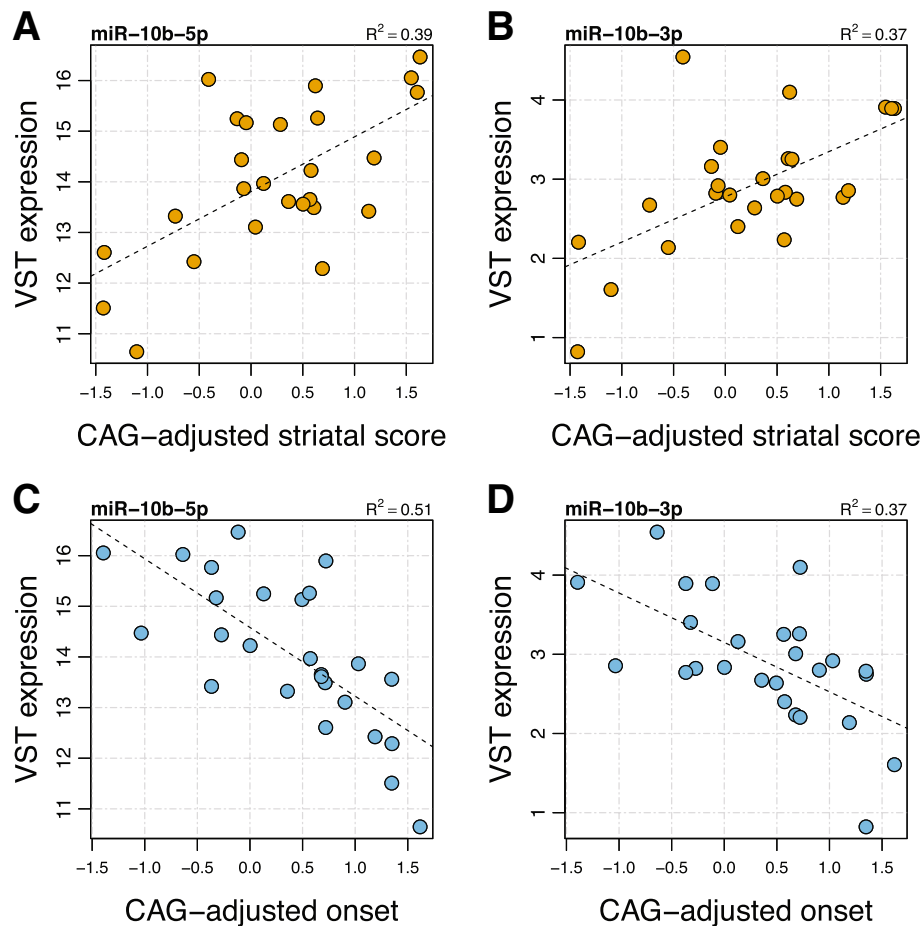 A
miR−10b−5p
R² = 0.39
VST expression
16
15
14
13
12
11
−1.5 −1.0 −0.5 0.0 0.5 1.0 1.5
CAG−adjusted striatal score
B
miR−10b−3p
R² = 0.37
VST expression
4
3
2
1
−1.5 −1.0 −0.5 0.0 0.5 1.0 1.5
CAG−adjusted striatal score
C
miR−10b−5p
R² = 0.51
VST expression
16
15
14
13
12
11
−1.5 −1.0 −0.5 0.0 0.5 1.0 1.5
CAG−adjusted onset
D
miR−10b−3p
R² = 0.37
VST expression
4
3
2
1
−1.5 −1.0 −0.5 0.0 0.5 1.0 1.5
CAG−adjusted onset